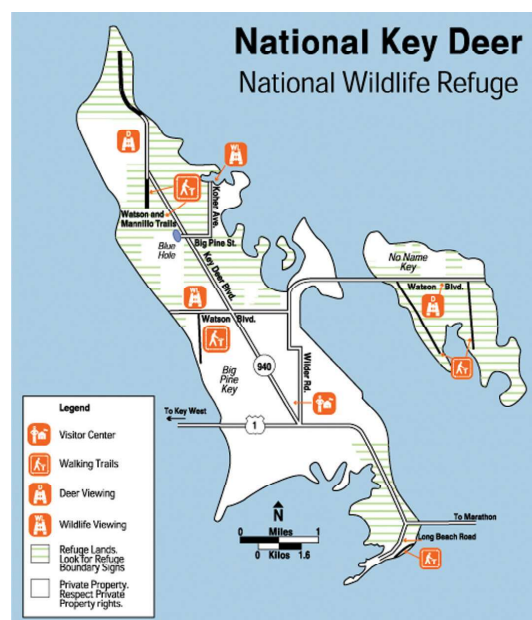 National Key Deer
National Wildlife Refuge
D
WL
Koher Ave.
Watson and
Mannillo Trails
Blue
Hole
Big Pine St.
Key Deer Blvd.
No Name
Key
Watson Blvd.
D
WL
Watson Blvd.
Big
Pine
Key
940
Wilder Rd.
To Key West
1
Legend
Visitor Center
Walking Trails
D
Deer Viewing
WL
Wildlife Viewing
Refuge Lands.
Look for Refuge
Boundary Signs
Private Property.
Respect Private
Property rights.
N
0 Miles 1
0 Kilos 1.6
To Marathon
Long Beach Road